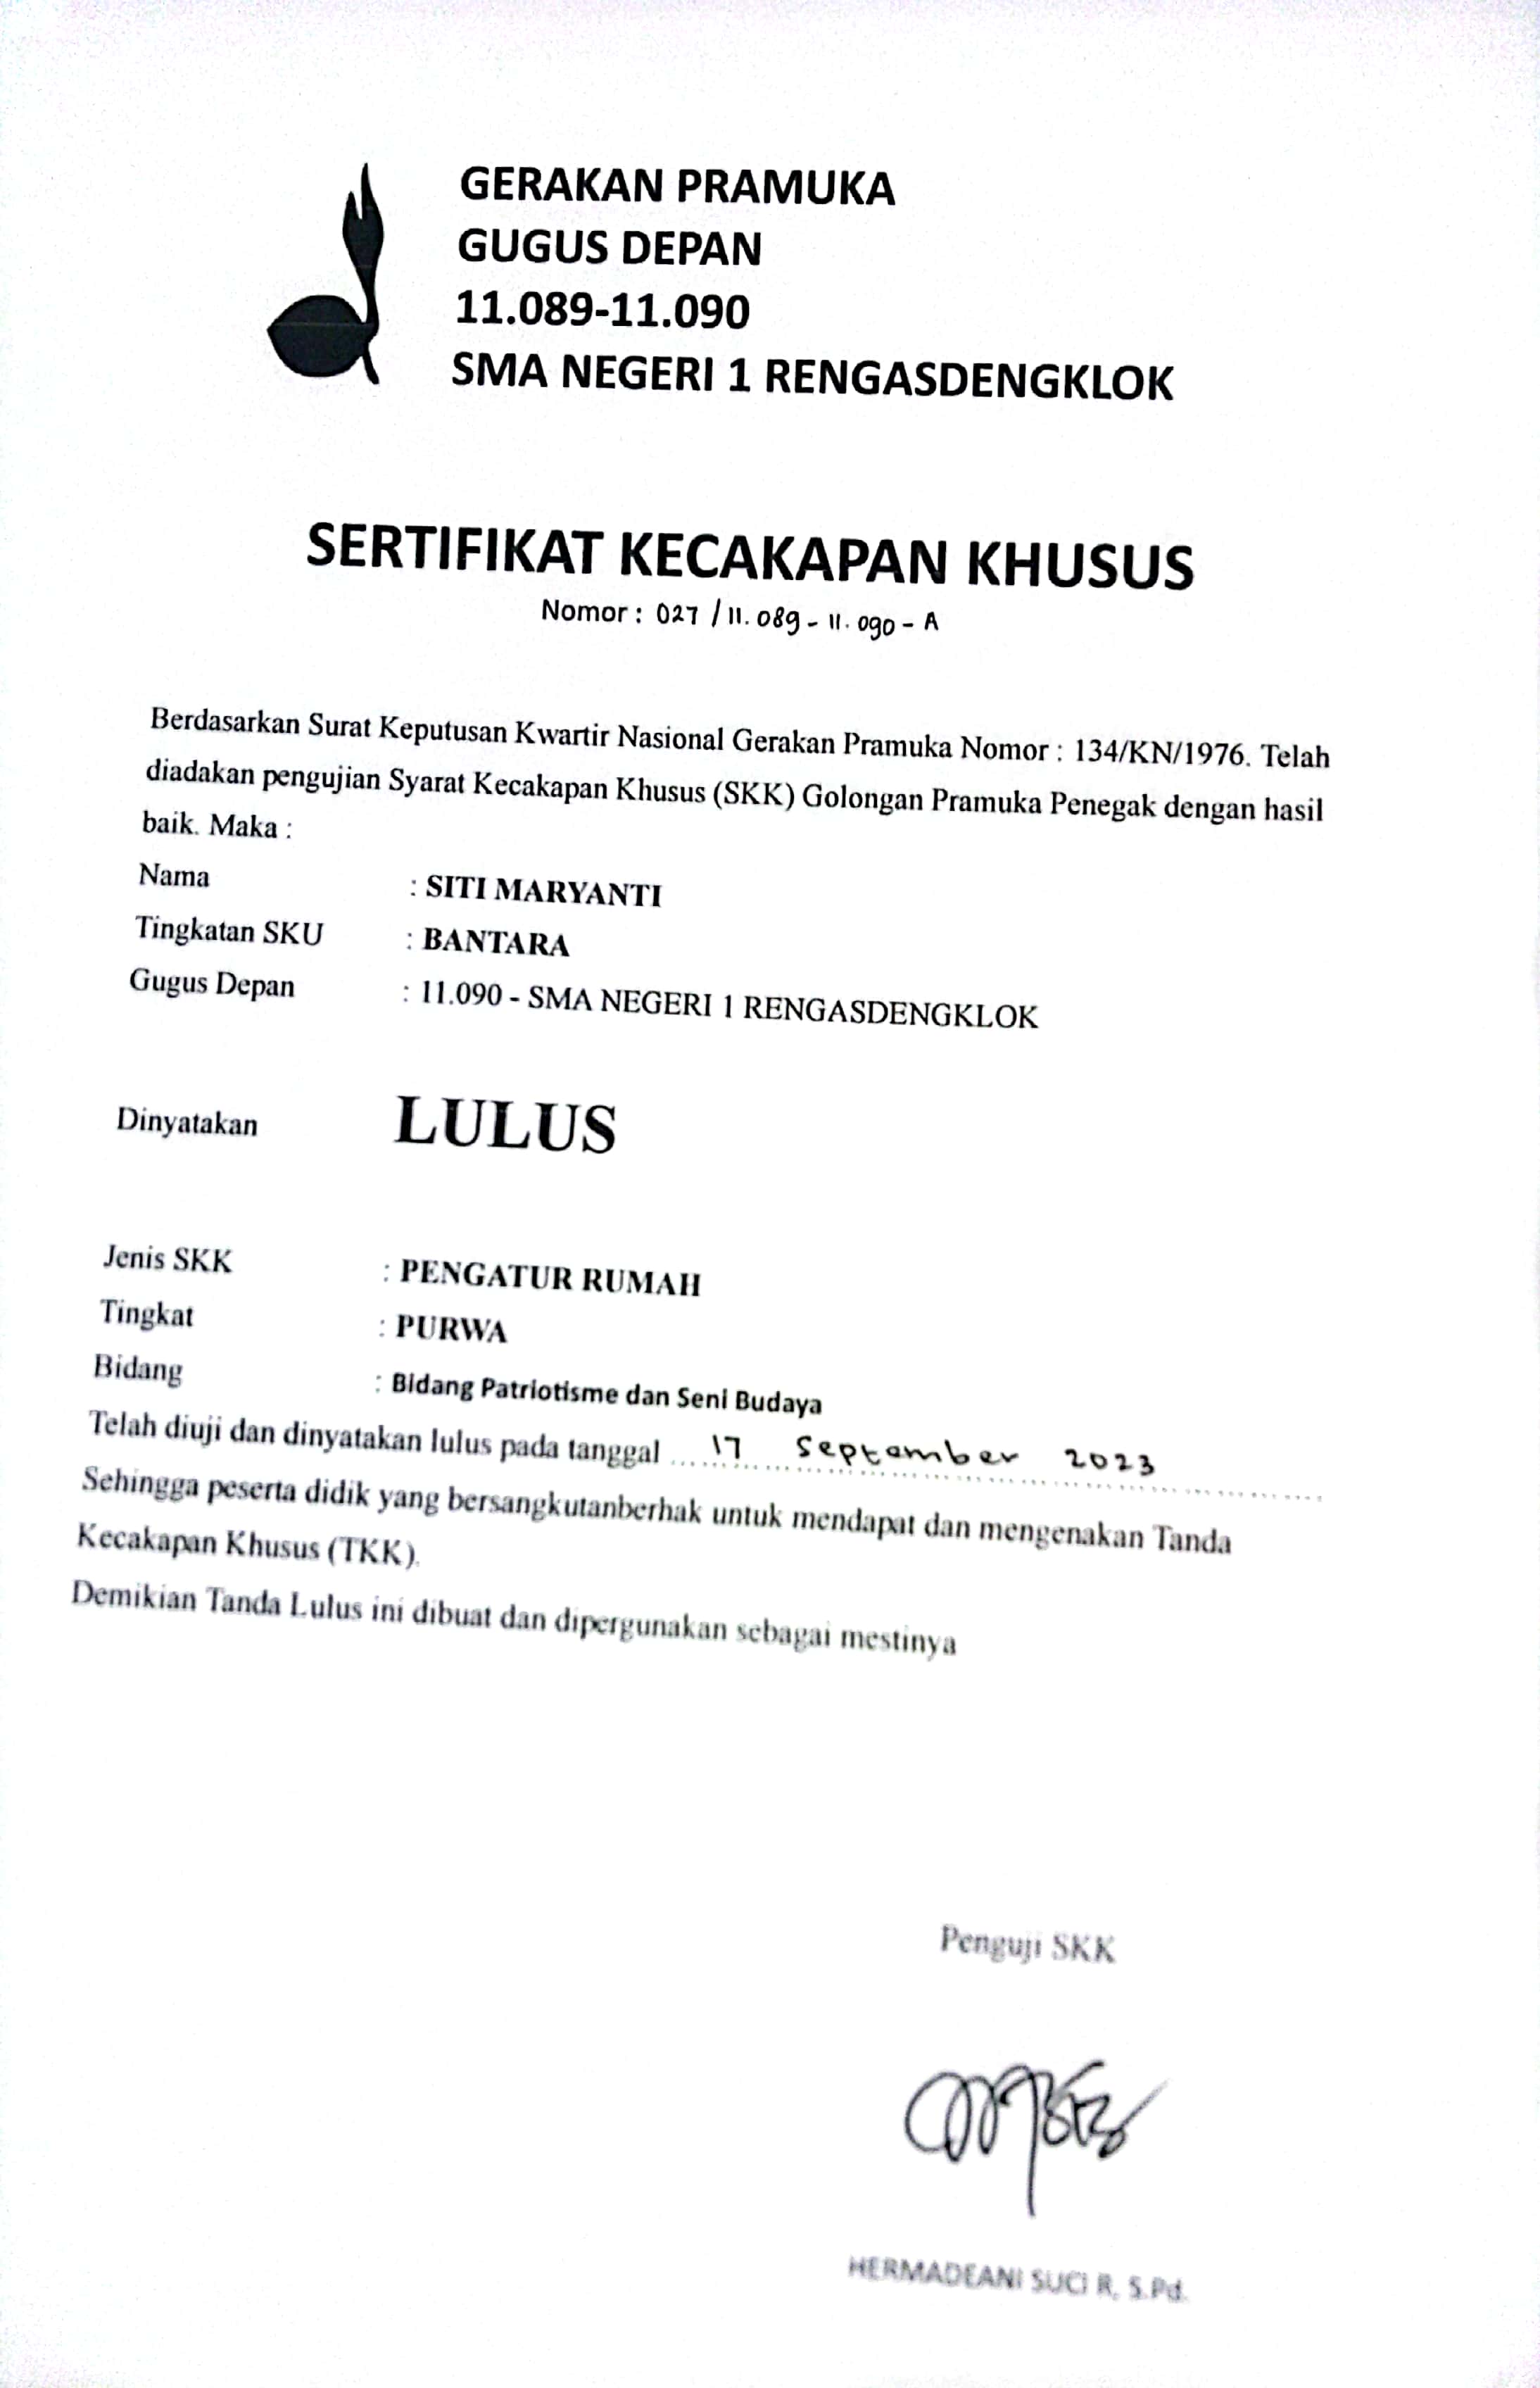 GERAKAN PRAMUKA
GUGUS DEPAN
11.089-11.090
SMA NEGERI 1 RENGASDENGKLOK
SERTIFIKAT KECAKAPAN KHUSUS
Nomor : 027 / 11.089 - 11.090 - A
Berdasarkan Surat Keputusan Kwartir Nasional Gerakan Pramuka Nomor : 134/KN/1976. Telah
diadakan pengujian Syarat Kecakapan Khusus (SKK) Golongan Pramuka Penegak dengan hasil
baik. Maka :
Nama : SITI MARYANTI
Tingkatan SKU : BANTARA
Gugus Depan : 11.090 - SMA NEGERI 1 RENGASDENGKLOK
Dinyatakan LULUS
Jenis SKK : PENGATUR RUMAH
Tingkat : PURWA
Bidang : Bidang Patriotisme dan Seni Budaya
Telah diuji dan dinyatakan lulus pada tanggal 17 September 2023
Sehingga peserta didik yang bersangkutanberhak untuk mendapat dan mengenakan Tanda
Kecakapan Khusus (TKK).
Demikian Tanda Lulus ini dibuat dan dipergunakan sebagai mestinya
Penguji SKK
HERMADEANI SUCI R, S.Pd.